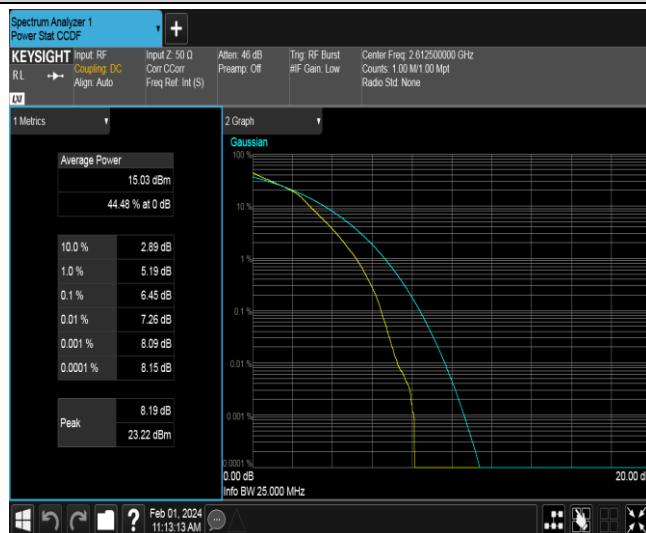 Spectrum Analyzer 1
Power Stat CCDF
KEYSIGHT
RL
LXI
Input: RF
Coupling: DC
Align: Auto
Input Z: 50 Ω
Corr CCorr
Freq Ref: Int (S)
Atten: 46 dB
Preamp: Off
Trig: RF Burst
#IF Gain: Low
Center Freq: 2.612500000 GHz
Counts: 1.00 M/1.00 Mpt
Radio Std: None
1 Metrics
Average Power
15.03 dBm
44.48 % at 0 dB
10.0 % 2.89 dB
1.0 % 5.19 dB
0.1 % 6.45 dB
0.01 % 7.26 dB
0.001 % 8.09 dB
0.0001 % 8.15 dB
Peak
8.19 dB
23.22 dBm
2 Graph
Gaussian
100 %
10 %
1 %
0.1 %
0.01 %
0.001 %
0.0001 %
0.00 dB
20.00 d
Info BW 25.000 MHz
?
Feb 01, 2024
11:13:13 AM